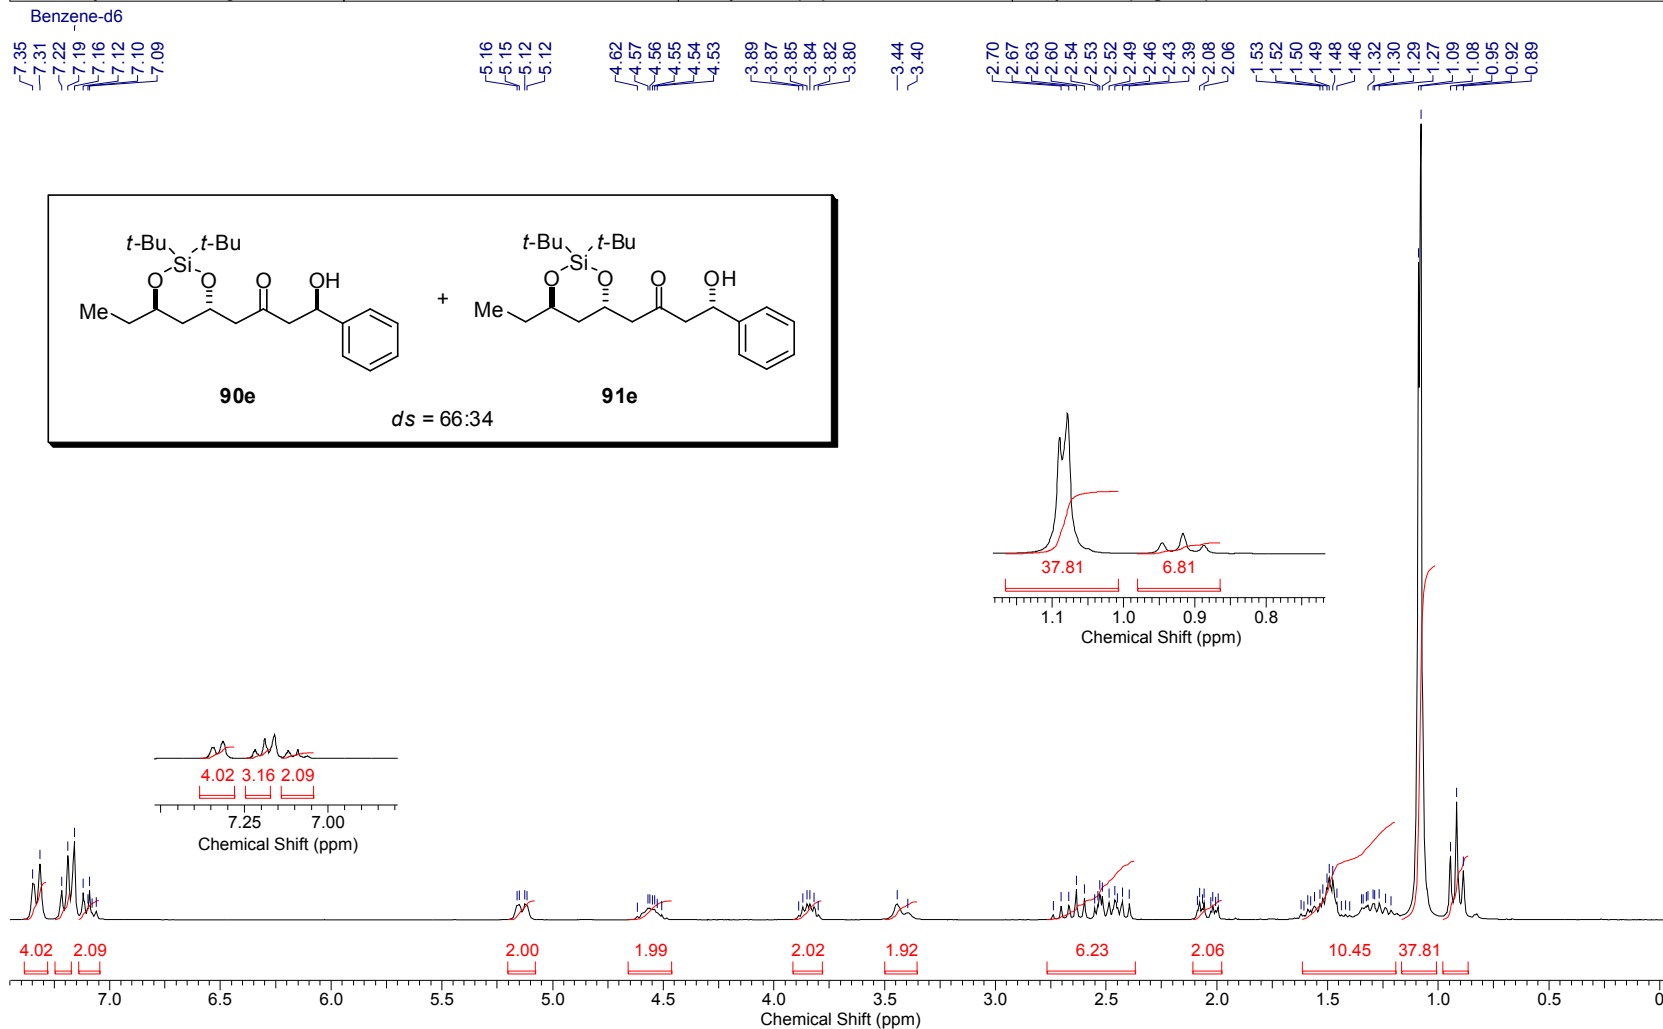 Benzene-d6
7.35 7.31 7.22 7.19 7.16 7.12 7.10 7.09 5.16 5.15 5.12 5.12 4.62 4.57 4.56 4.55 4.54 4.53 3.89 3.87 3.85 3.84 3.82 3.80 3.44 3.40 2.70 2.67 2.63 2.60 2.54 2.53 2.52 2.49 2.46 2.43 2.39 2.08 2.06 1.53 1.52 1.50 1.49 1.48 1.46 1.32 1.30 1.29 1.27 1.09 1.08 0.95 0.92 0.89
t-Bu t-Bu t-Bu t-Bu
Si Si
O O O OH O O O OH
Me + Me
90e 91e
ds = 66:34
37.81 6.81
1.1 1.0 0.9 0.8
Chemical Shift (ppm)
4.02 3.16 2.09
7.25 7.00
Chemical Shift (ppm)
4.02 2.09 2.00 1.99 2.02 1.92 6.23 2.06 10.45 37.81
7.0 6.5 6.0 5.5 5.0 4.5 4.0 3.5 3.0 2.5 2.0 1.5 1.0 0.5 0
Chemical Shift (ppm)